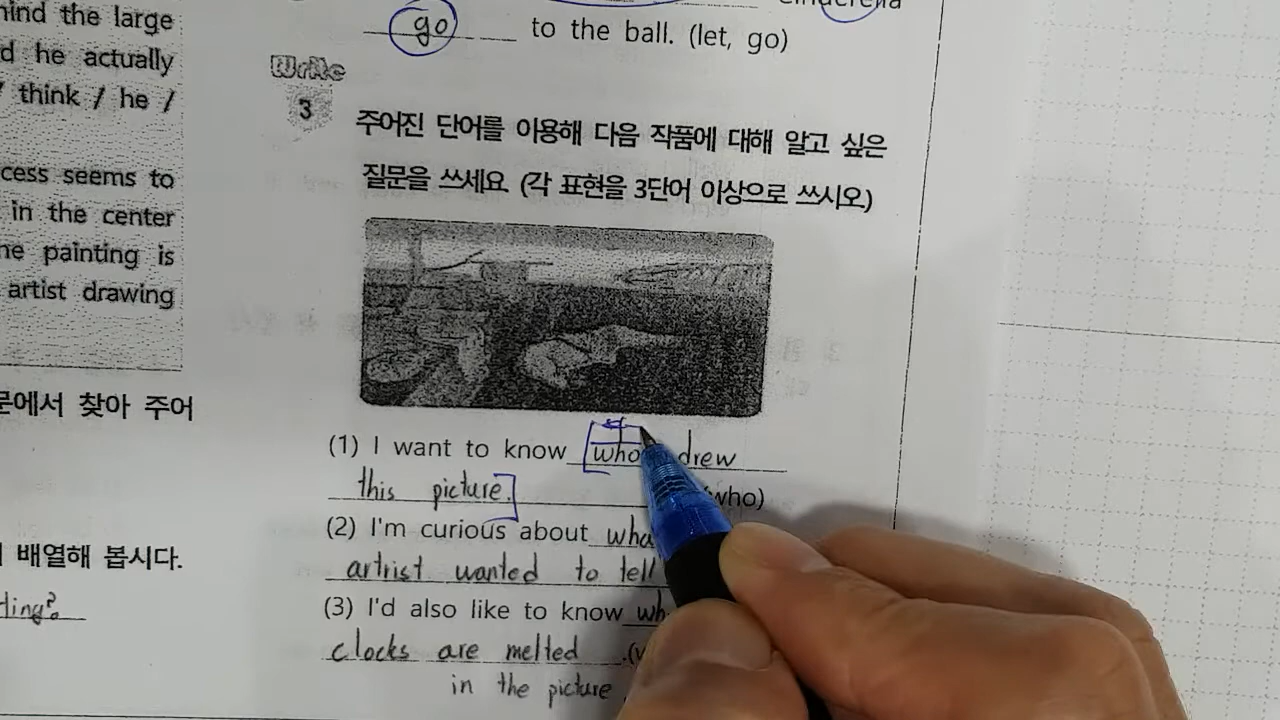 hind the large
d he actually
/ think / he /
cess seems to
in the center
he painting is
artist drawing
문에서 찾아 주어
배열해 봅시다.
ting?
cinderella
go to the ball. (let, go)
Write
3
주어진 단어를 이용해 다음 작품에 대해 알고 싶은
질문을 쓰세요. (각 표현을 3단어 이상으로 쓰시오)
(1) I want to know who drew
this picture. (who)
(2) I'm curious about wha
artrist wanted to tell
(3) I'd also like to know wh
clocks are melted .(w
in the picture